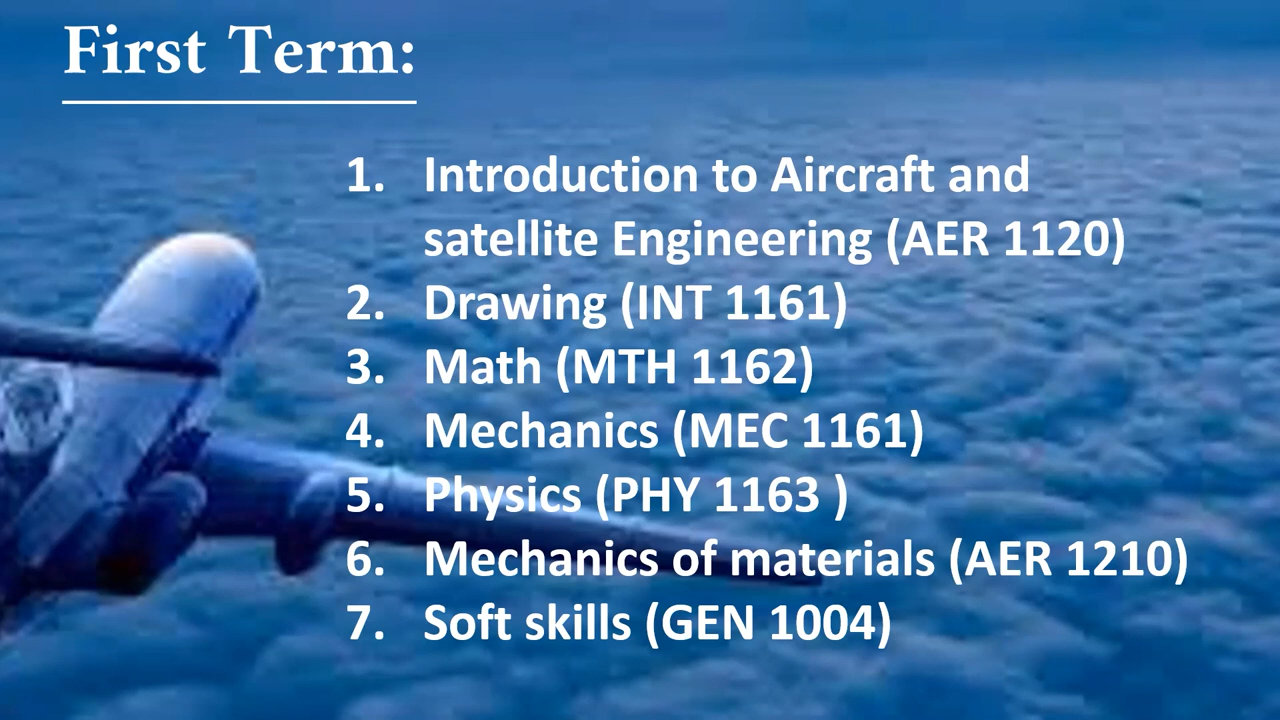 First Term:
1. Introduction to Aircraft and
satellite Engineering (AER 1120)
2. Drawing (INT 1161)
3. Math (MTH 1162)
4. Mechanics (MEC 1161)
5. Physics (PHY 1163 )
6. Mechanics of materials (AER 1210)
7. Soft skills (GEN 1004)